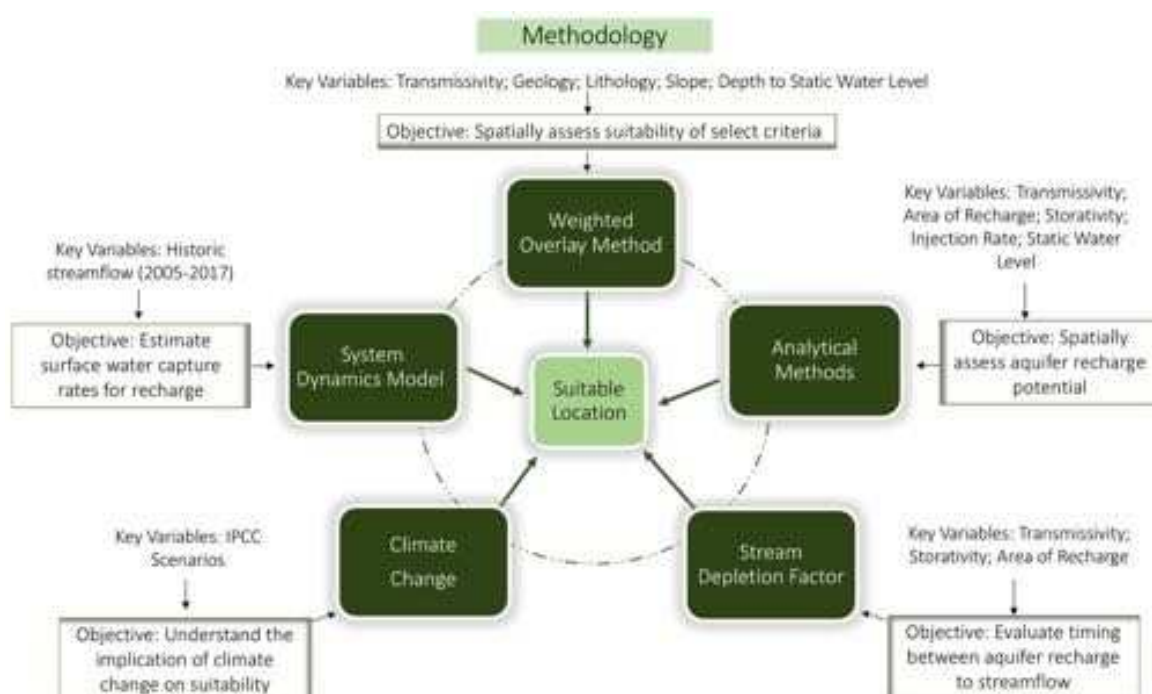 Methodology
Key Variables: Transmissivity; Geology; Lithology; Slope; Depth to Static Water Level
Objective: Spatially assess suitability of select criteria
Weighted
Overlay Method
Key Variables: Transmissivity;
Area of Recharge; Storativity;
Injection Rate; Static Water
Level
Objective: Spatially
assess aquifer recharge
potential
Analytical
Methods
Key Variables: Historic
streamflow (2005-2017)
Objective: Estimate
surface water capture
rates for recharge
System
Dynamics Model
Suitable
Location
Key Variables: IPCC
Scenarios
Objective: Understand the
implication of climate
change on suitability
Climate
Change
Stream
Depletion Factor
Key Variables: Transmissivity;
Storativity; Area of Recharge
Objective: Evaluate timing
between aquifer recharge
to streamflow